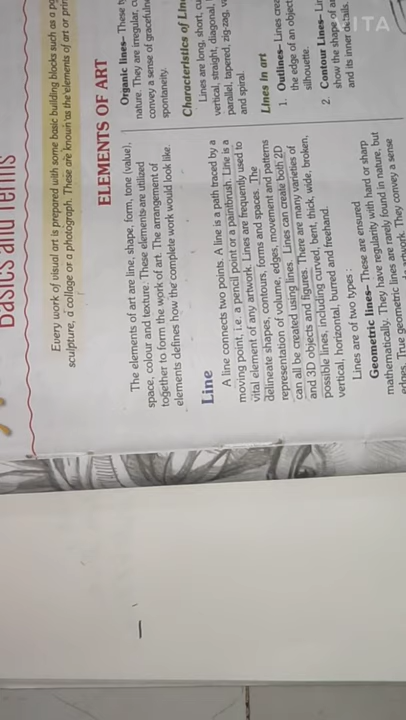 Basics and Terms
Every work of visual art is prepared with some basic building blocks such as a
sculpture, a collage or a photograph. These are known as the elements of art or
ELEMENTS OF ART
The elements of art are line, shape, form, tone (value),
space, colour and texture. These elements are utilized
together to form the work of art. The arrangement of
elements defines how the complete work would look like.
Line
A line connects two points. A line is a path traced by a
moving point, i.e. a pencil point or a paintbrush. Line is a
vital element of any artwork. Lines are frequently used to
delineate shapes, contours, forms and spaces. The
representation of volume, edges, movement and patterns
can all be created using lines. Lines can create both 2D
and 3D objects and figures. There are many varieties of
possible lines, including curved, bent, thick, wide, broken,
vertical, horizontal, burred and freehand.
Lines are of two types :
Geometric lines– These are ensured
mathematically. They have regularity with hard or sharp
edges. True geometric lines are rarely found in nature but
artwork. They convey a sense
Organic lines– These
nature. They are irregular,
convey a sense of gracefulne
spontaneity.
Characteristics of Line
Lines are long, short,
vertical, straight, diagonal,
parallel, tapered, zig-zag,
and spiral.
Lines in art
1. Outlines– Lines
the edge of an object
silhouette.
2. Contour Lines–
show the shape of
and its inner details.